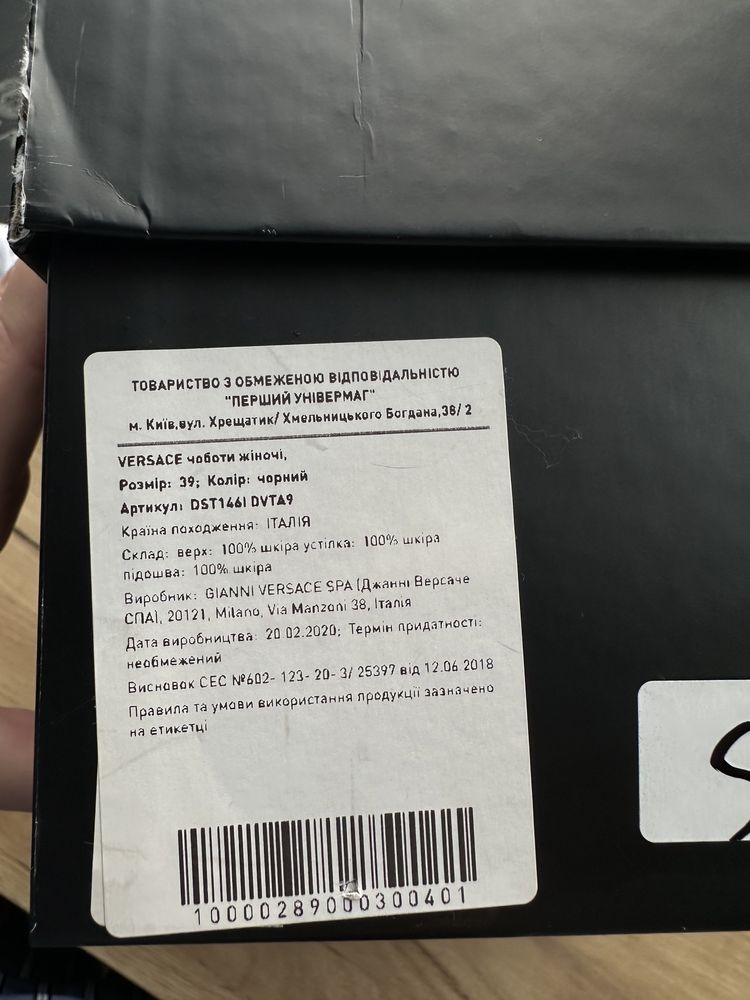 ТОВАРИСТВО З ОБМЕЖЕНОЮ ВІДПОВІДАЛЬНІСТЮ
"ПЕРШИЙ УНІВЕРМАГ"
м. Київ,вул. Хрещатик/ Хмельницького Богдана,38/ 2
VERSACE чоботи жіночі,
Розмір: 39; Колір: чорний
Артикул: DST146I DVTA9
Країна походження: ІТАЛІЯ
Склад: верх: 100% шкіра устілка: 100% шкіра
підошва: 100% шкіра
Виробник: GIANNI VERSACE SPA (Джанні Версаче
СПА), 20121, Milano, Via Manzoni 38, Італія
Дата виробництва: 20.02.2020; Термін придатності:
необмежений
Висновок СЕС №602- 123- 20- 3/ 25397 від 12.06 2018
Правила та умови використання продукції зазначено
на етикетці
10000289000300401